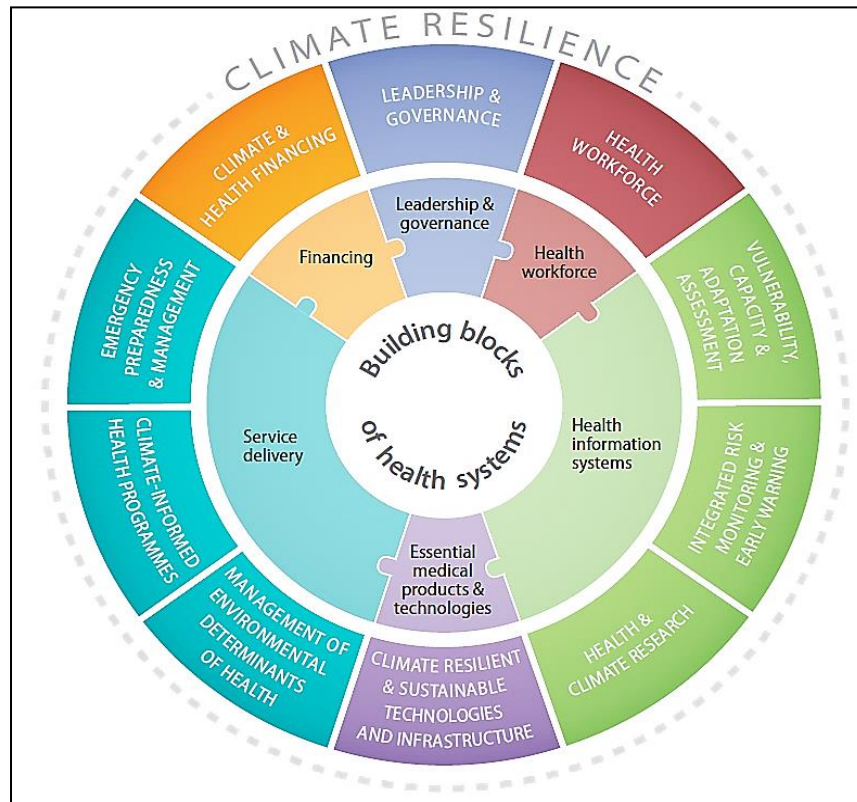 CLIMATE RESILIENCE
LEADERSHIP &
GOVERNANCE
HEALTH
WORKFORCE
VULNERABILITY,
CAPACITY &
ADAPTATION
ASSESSMENT
INTEGRATED RISK
MONITORING &
EARLY WARNING
HEALTH &
CLIMATE RESEARCH
CLIMATE RESILIENT
& SUSTAINABLE
TECHNOLOGIES
AND INFRASTRUCTURE
MANAGEMENT OF
ENVIRONMENTAL
DETERMINANTS
OF HEALTH
CLIMATE-INFORMED
HEALTH PROGRAMMES
EMERGENCY
PREPAREDNESS
& MANAGEMENT
CLIMATE &
HEALTH FINANCING
Leadership &
governance
Health
workforce
Health
information
systems
Essential
medical
products &
technologies
Service
delivery
Financing
Building blocks
of health systems